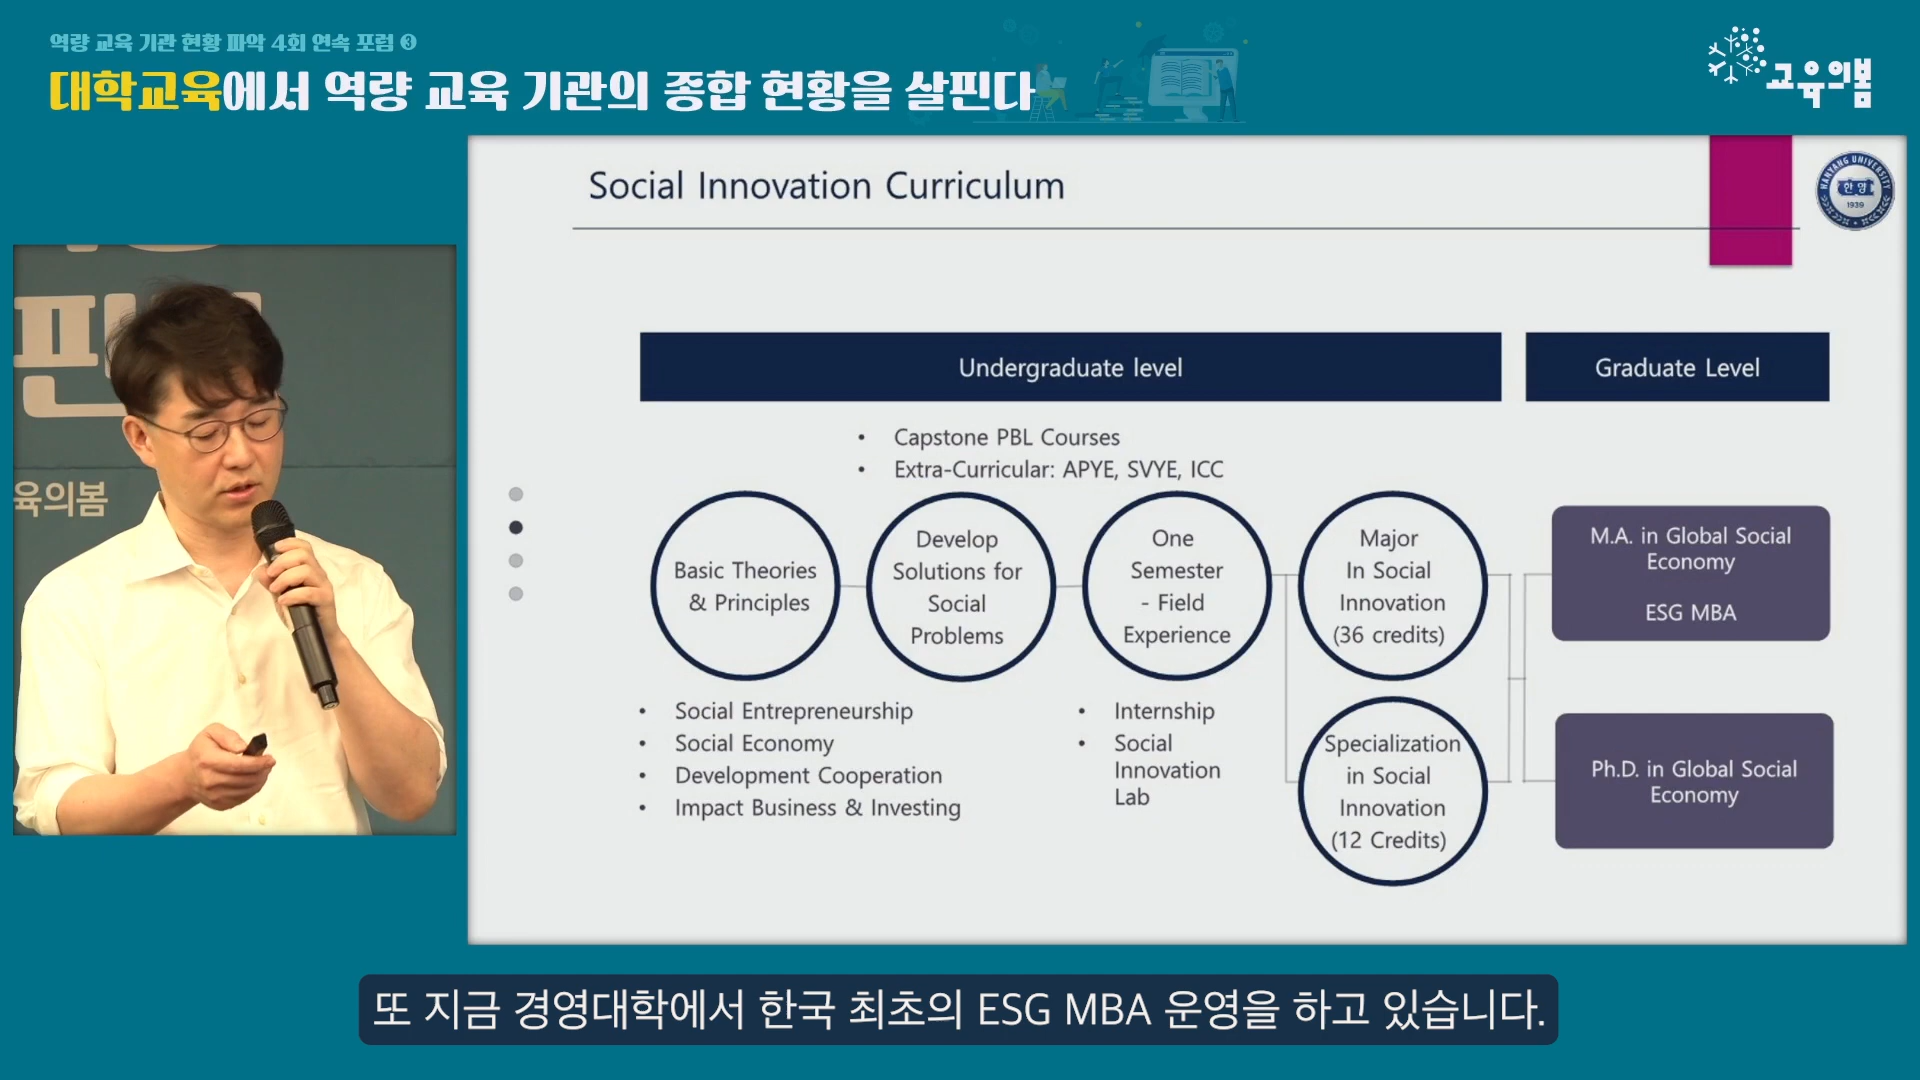 역량 교육 기관 현황 파악 4회 연속 포럼 ❸
대학교육에서 역량 교육 기관의 종합 현황을 살핀다
교육의봄
Social Innovation Curriculum
HANYANG UNIVERSITY
한양
1939
Undergraduate level
Graduate Level
• Capstone PBL Courses
• Extra-Curricular: APYE, SVYE, ICC
Basic Theories
& Principles
Develop
Solutions for
Social
Problems
One
Semester
- Field
Experience
Major
In Social
Innovation
(36 credits)
M.A. in Global Social
Economy
ESG MBA
• Social Entrepreneurship
• Social Economy
• Development Cooperation
• Impact Business & Investing
• Internship
• Social
Innovation
Lab
Specialization
in Social
Innovation
(12 Credits)
Ph.D. in Global Social
Economy
핀
육의봄
또 지금 경영대학에서 한국 최초의 ESG MBA 운영을 하고 있습니다.